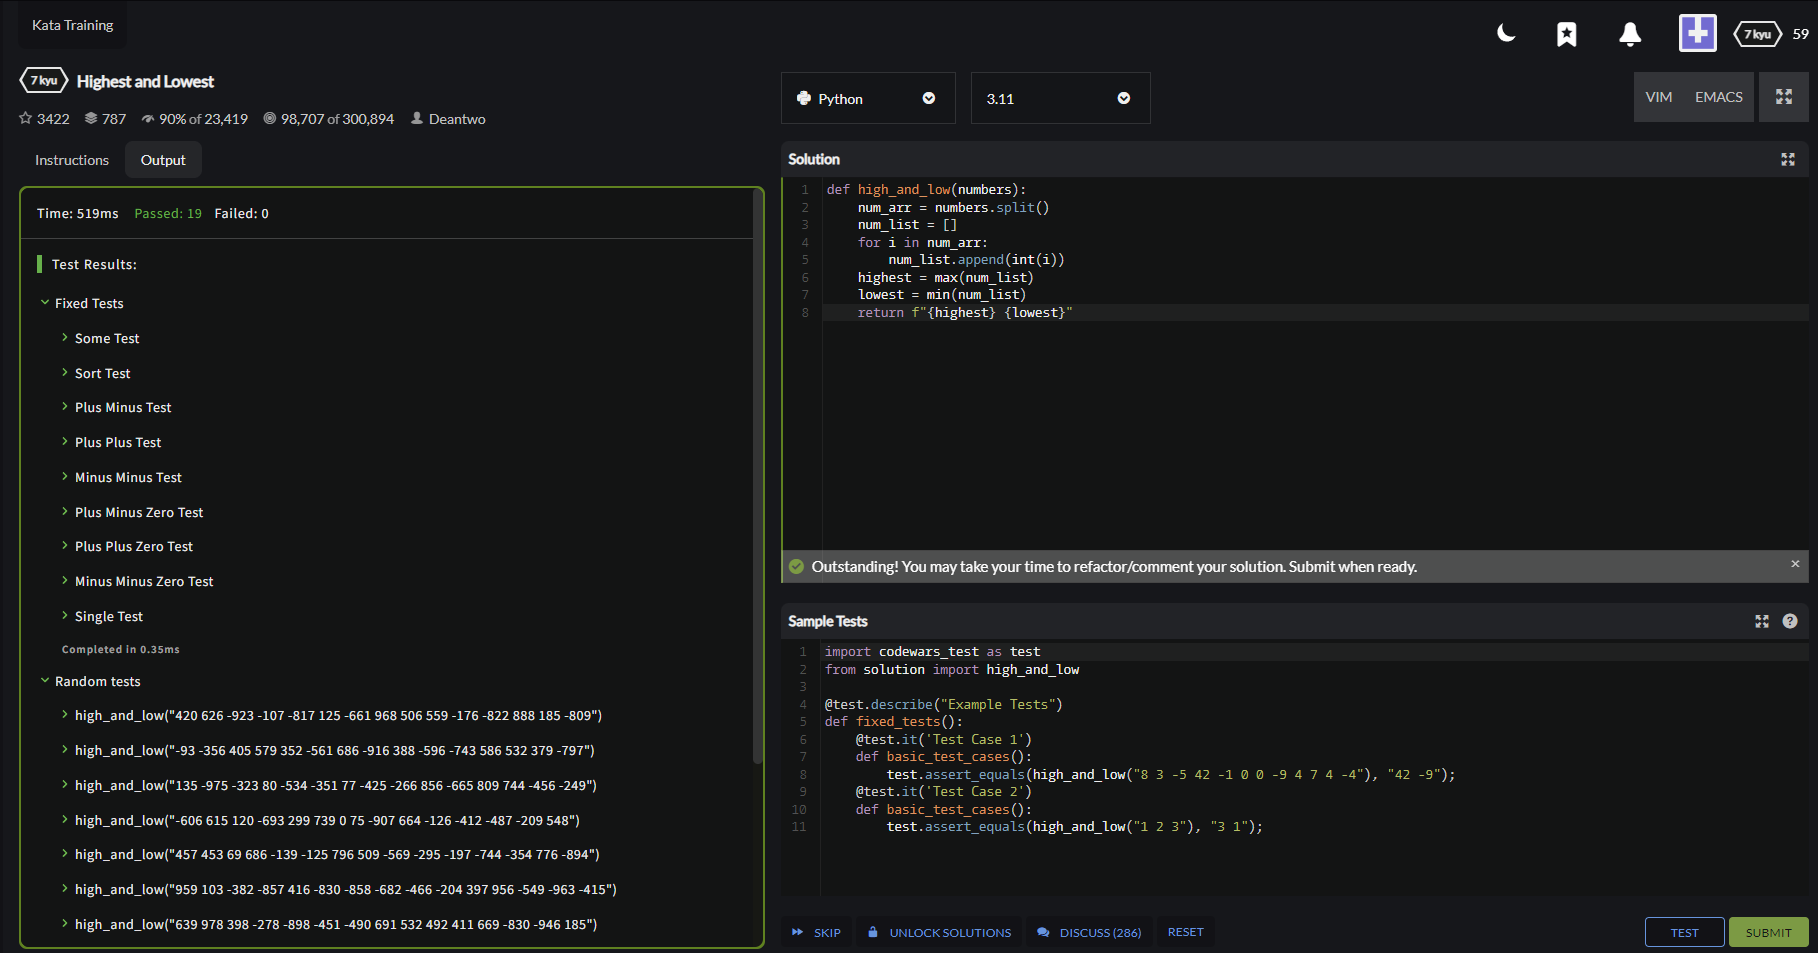 Kata Training
7 kyu 59
7 kyu Highest and Lowest
3422 787 90% of 23,419 98,707 of 300,894 Deantwo
Instructions Output
Time: 519ms Passed: 19 Failed: 0
Test Results:
Fixed Tests
Some Test
Sort Test
Plus Minus Test
Plus Plus Test
Minus Minus Test
Plus Minus Zero Test
Plus Plus Zero Test
Minus Minus Zero Test
Single Test
Completed in 0.35ms
Random tests
high_and_low("420 626 -923 -107 -817 125 -661 968 506 559 -176 -822 888 185 -809")
high_and_low("-93 -356 405 579 352 -561 686 -916 388 -596 -743 586 532 379 -797")
high_and_low("135 -975 -323 80 -534 -351 77 -425 -266 856 -665 809 744 -456 -249")
high_and_low("-606 615 120 -693 299 739 0 75 -907 664 -126 -412 -487 -209 548")
high_and_low("457 453 69 686 -139 -125 796 509 -569 -295 -197 -744 -354 776 -894")
high_and_low("959 103 -382 -857 416 -830 -858 -682 -466 -204 397 956 -549 -963 -415")
high_and_low("639 978 398 -278 -898 -451 -490 691 532 492 411 669 -830 -946 185")
Python 3.11 VIM EMACS
Solution
1 def high_and_low(numbers):
2     num_arr = numbers.split()
3     num_list = []
4     for i in num_arr:
5         num_list.append(int(i))
6     highest = max(num_list)
7     lowest = min(num_list)
8     return f"{highest} {lowest}"
Outstanding! You may take your time to refactor/comment your solution. Submit when ready. ×
Sample Tests ?
1 import codewars_test as test
2 from solution import high_and_low
3
4 @test.describe("Example Tests")
5 def fixed_tests():
6     @test.it('Test Case 1')
7     def basic_test_cases():
8         test.assert_equals(high_and_low("8 3 -5 42 -1 0 0 -9 4 7 4 -4"), "42 -9");
9     @test.it('Test Case 2')
10     def basic_test_cases():
11         test.assert_equals(high_and_low("1 2 3"), "3 1");
SKIP UNLOCK SOLUTIONS DISCUSS (286) RESET TEST SUBMIT